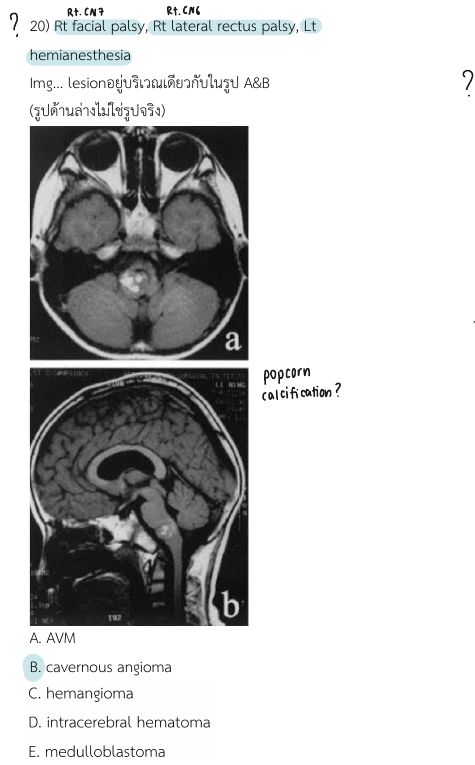 Rt. CN7 Rt. CN6
? 20) Rt facial palsy, Rt lateral rectus palsy, Lt
hemianesthesia
Img... lesionอยู่บริเวณเดียวกับในรูป A&B
?
(รูปด้านล่างไม่ใช่รูปจริง)
a
popcorn
calcification?
LI NING
192
b
A. AVM
B. cavernous angioma
C. hemangioma
D. intracerebral hematoma
E. medulloblastoma